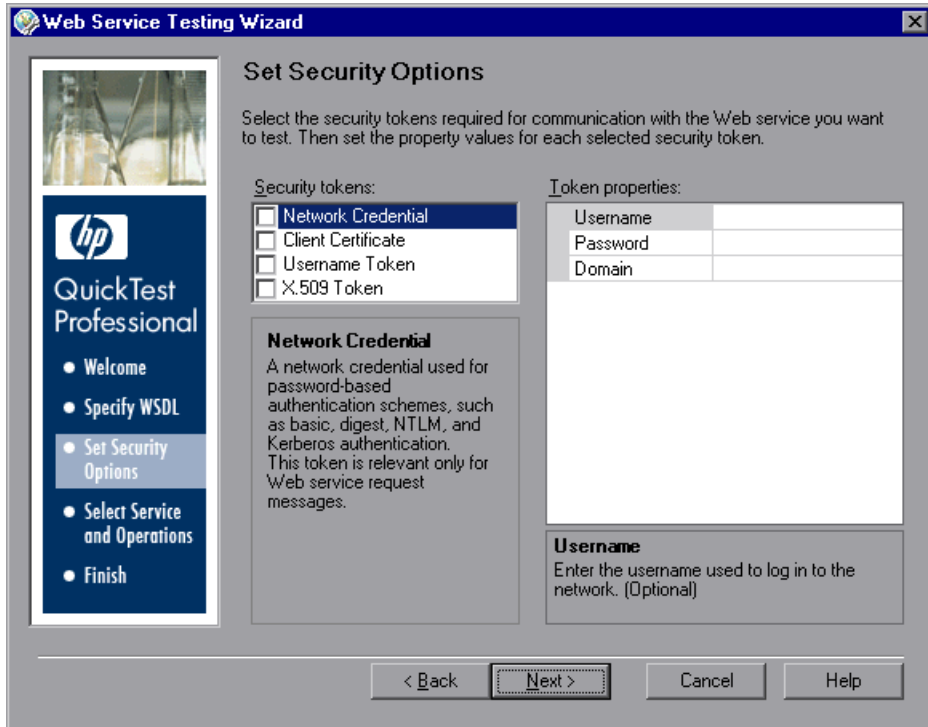 Web Service Testing Wizard
Set Security Options
Select the security tokens required for communication with the Web service you want
to test. Then set the property values for each selected security token.
Security tokens:
Network Credential
Client Certificate
Username Token
X.509 Token
Network Credential
A network credential used for
password-based
authentication schemes, such
as basic, digest, NTLM, and
Kerberos authentication.
This token is relevant only for
Web service request
messages.
Token properties:
Username
Password
Domain
Username
Enter the username used to log in to the
network. (Optional)
hp
QuickTest
Professional
Welcome
Specify WSDL
Set Security
Options
Select Service
and Operations
Finish
< Back
Next >
Cancel
Help